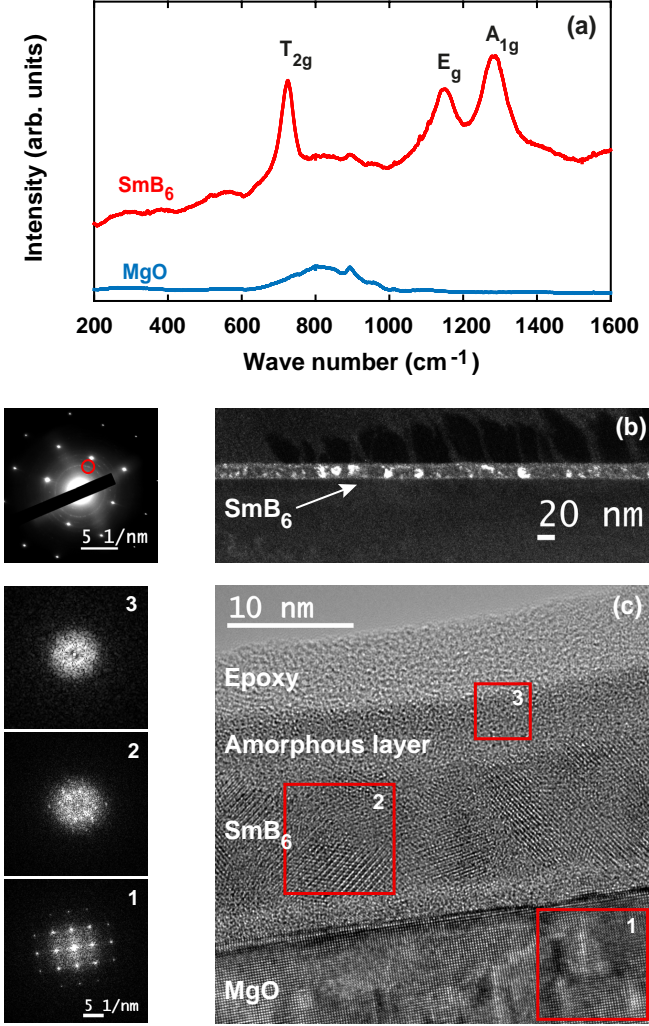 (a)
T2g
Eg
A1g
Intensity (arb. units)
SmB6
MgO
200 400 600 800 1000 1200 1400 1600
Wave number (cm-1)
5 1/nm
(b)
SmB6
20 nm
3
2
1
5 1/nm
10 nm
(c)
Epoxy
3
Amorphous layer
2
SmB6
1
MgO